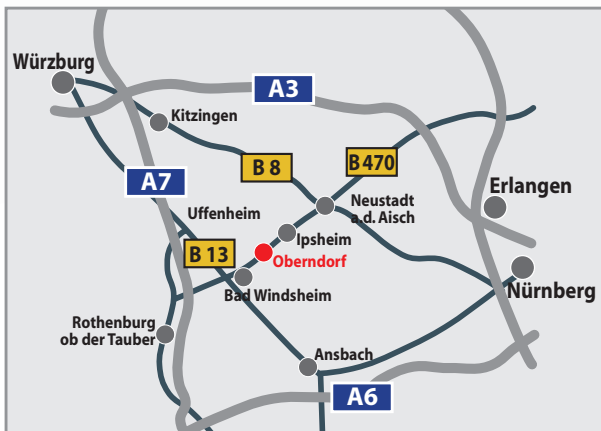 Würzburg
A3
Kitzingen
B 470
B 8
A7
Erlangen
Neustadt
a.d. Aisch
Uffenheim
Ipsheim
B 13
Oberndorf
Nürnberg
Bad Windsheim
Rothenburg
ob der Tauber
Ansbach
A6